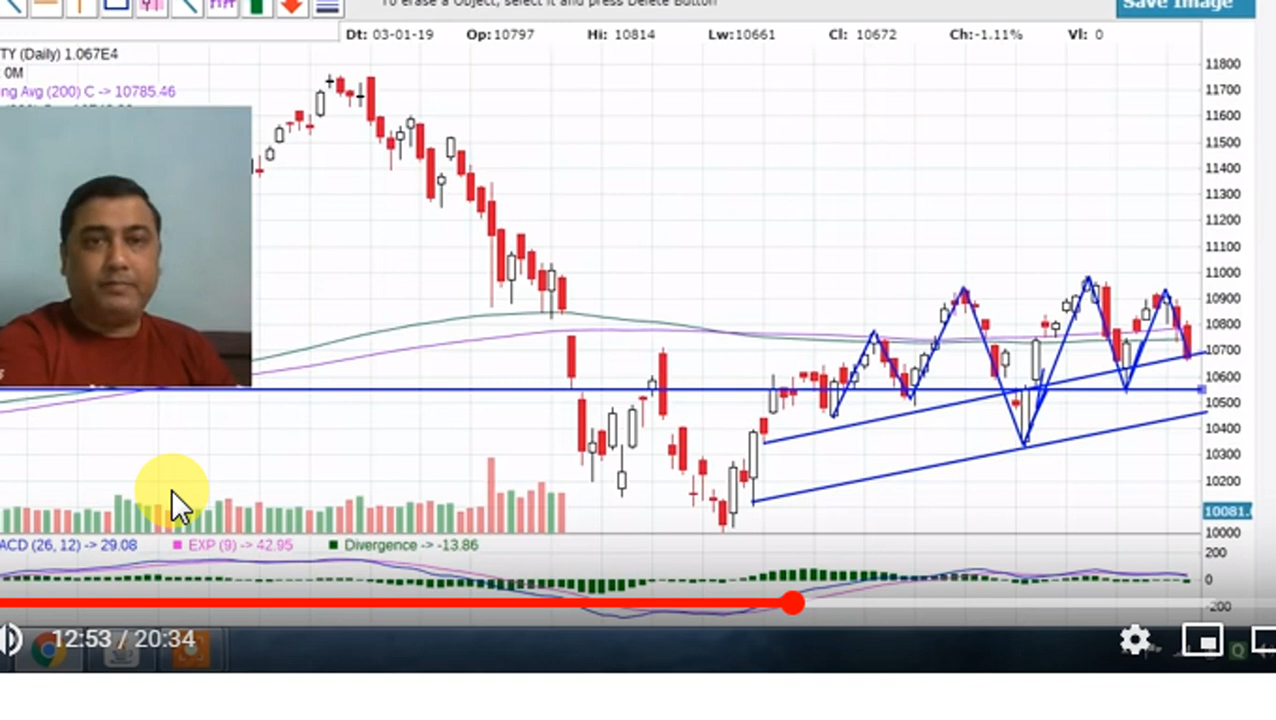 To erase a Object, select it and press Delete Button
Save Image
Dt: 03-01-19 Op:10797 Hi: 10814 Lw:10661 Cl: 10672 Ch:-1.11% Vl: 0
TY (Daily) 1.067E4
0M
ng Avg (200) C -> 10785.46
11800
11700
11600
11500
11400
11300
11200
11100
11000
10900
10800
10700
10600
10500
10400
10300
10200
10081.
10000
ACD (26, 12) -> 29.08 EXP (9) -> 42.95 Divergence -> -13.86
200
0
-200
12:53 / 20:34